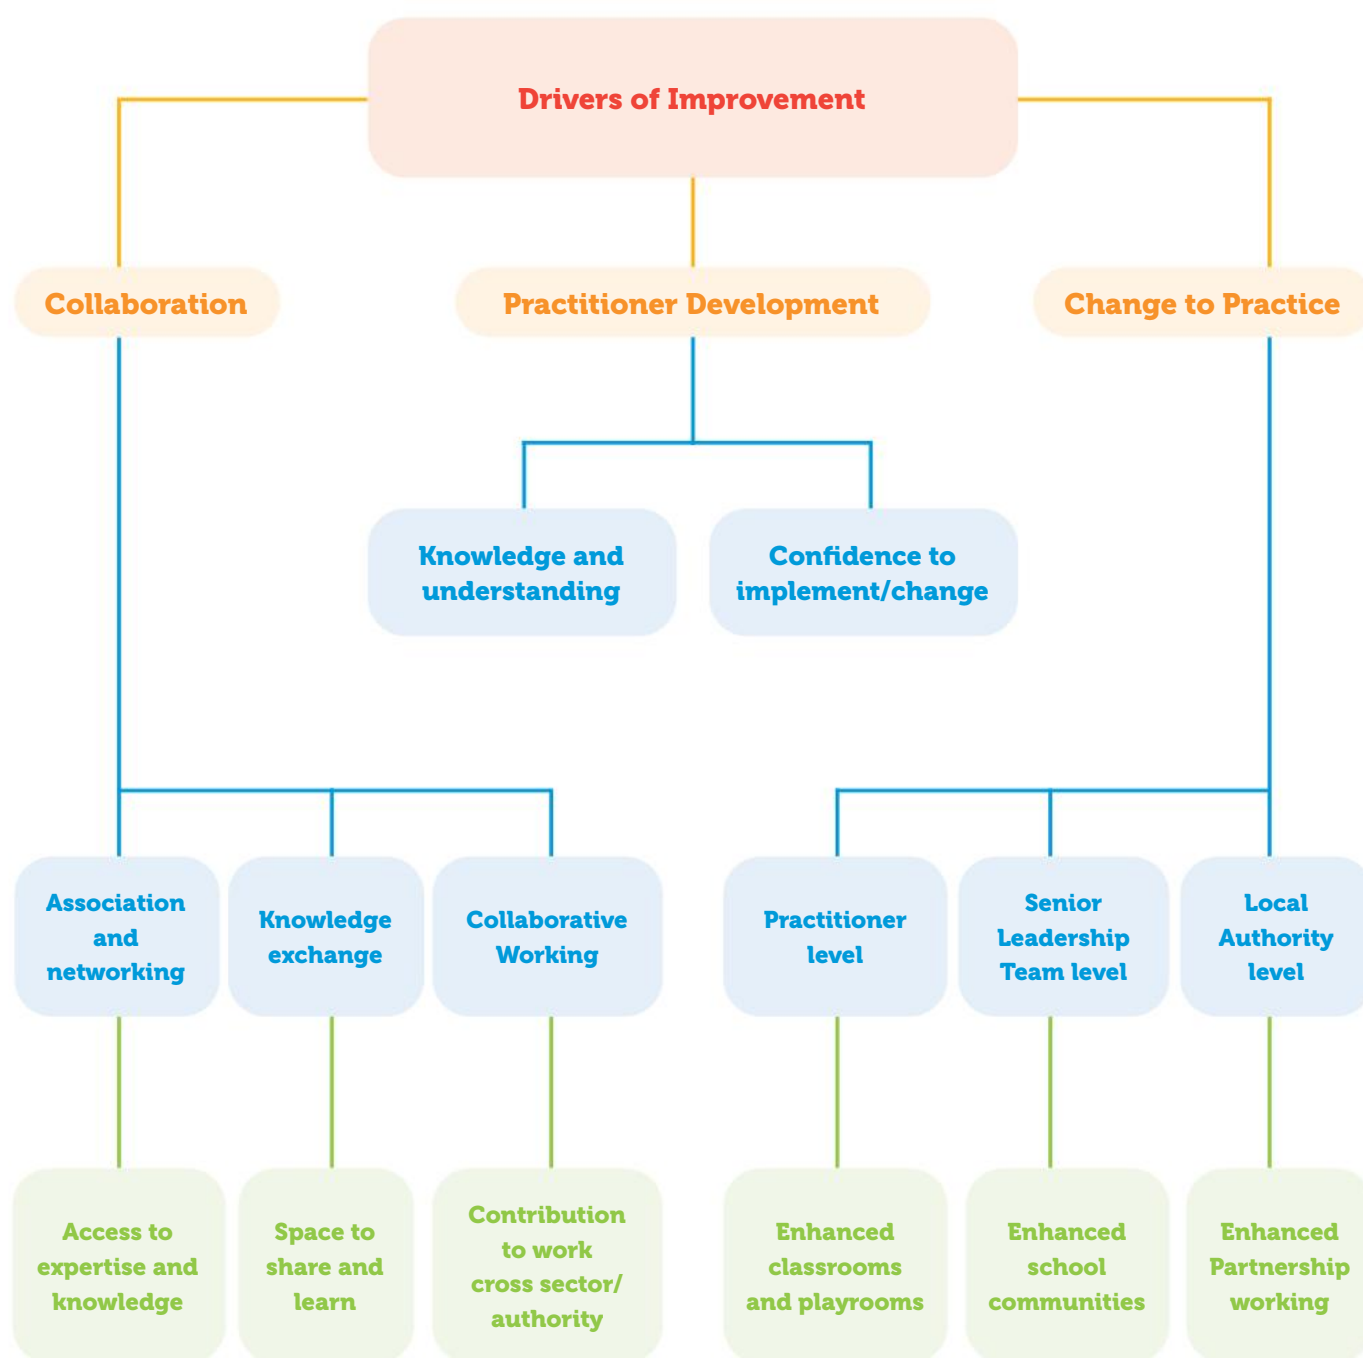 Drivers of Improvement
Collaboration
Practitioner Development
Change to Practice
Knowledge and
understanding
Confidence to
implement/change
Association
and
networking
Knowledge
exchange
Collaborative
Working
Practitioner
level
Senior
Leadership
Team level
Local
Authority
level
Access to
expertise and
knowledge
Space to
share and
learn
Contribution
to work
cross sector/
authority
Enhanced
classrooms
and playrooms
Enhanced
school
communities
Enhanced
Partnership
working